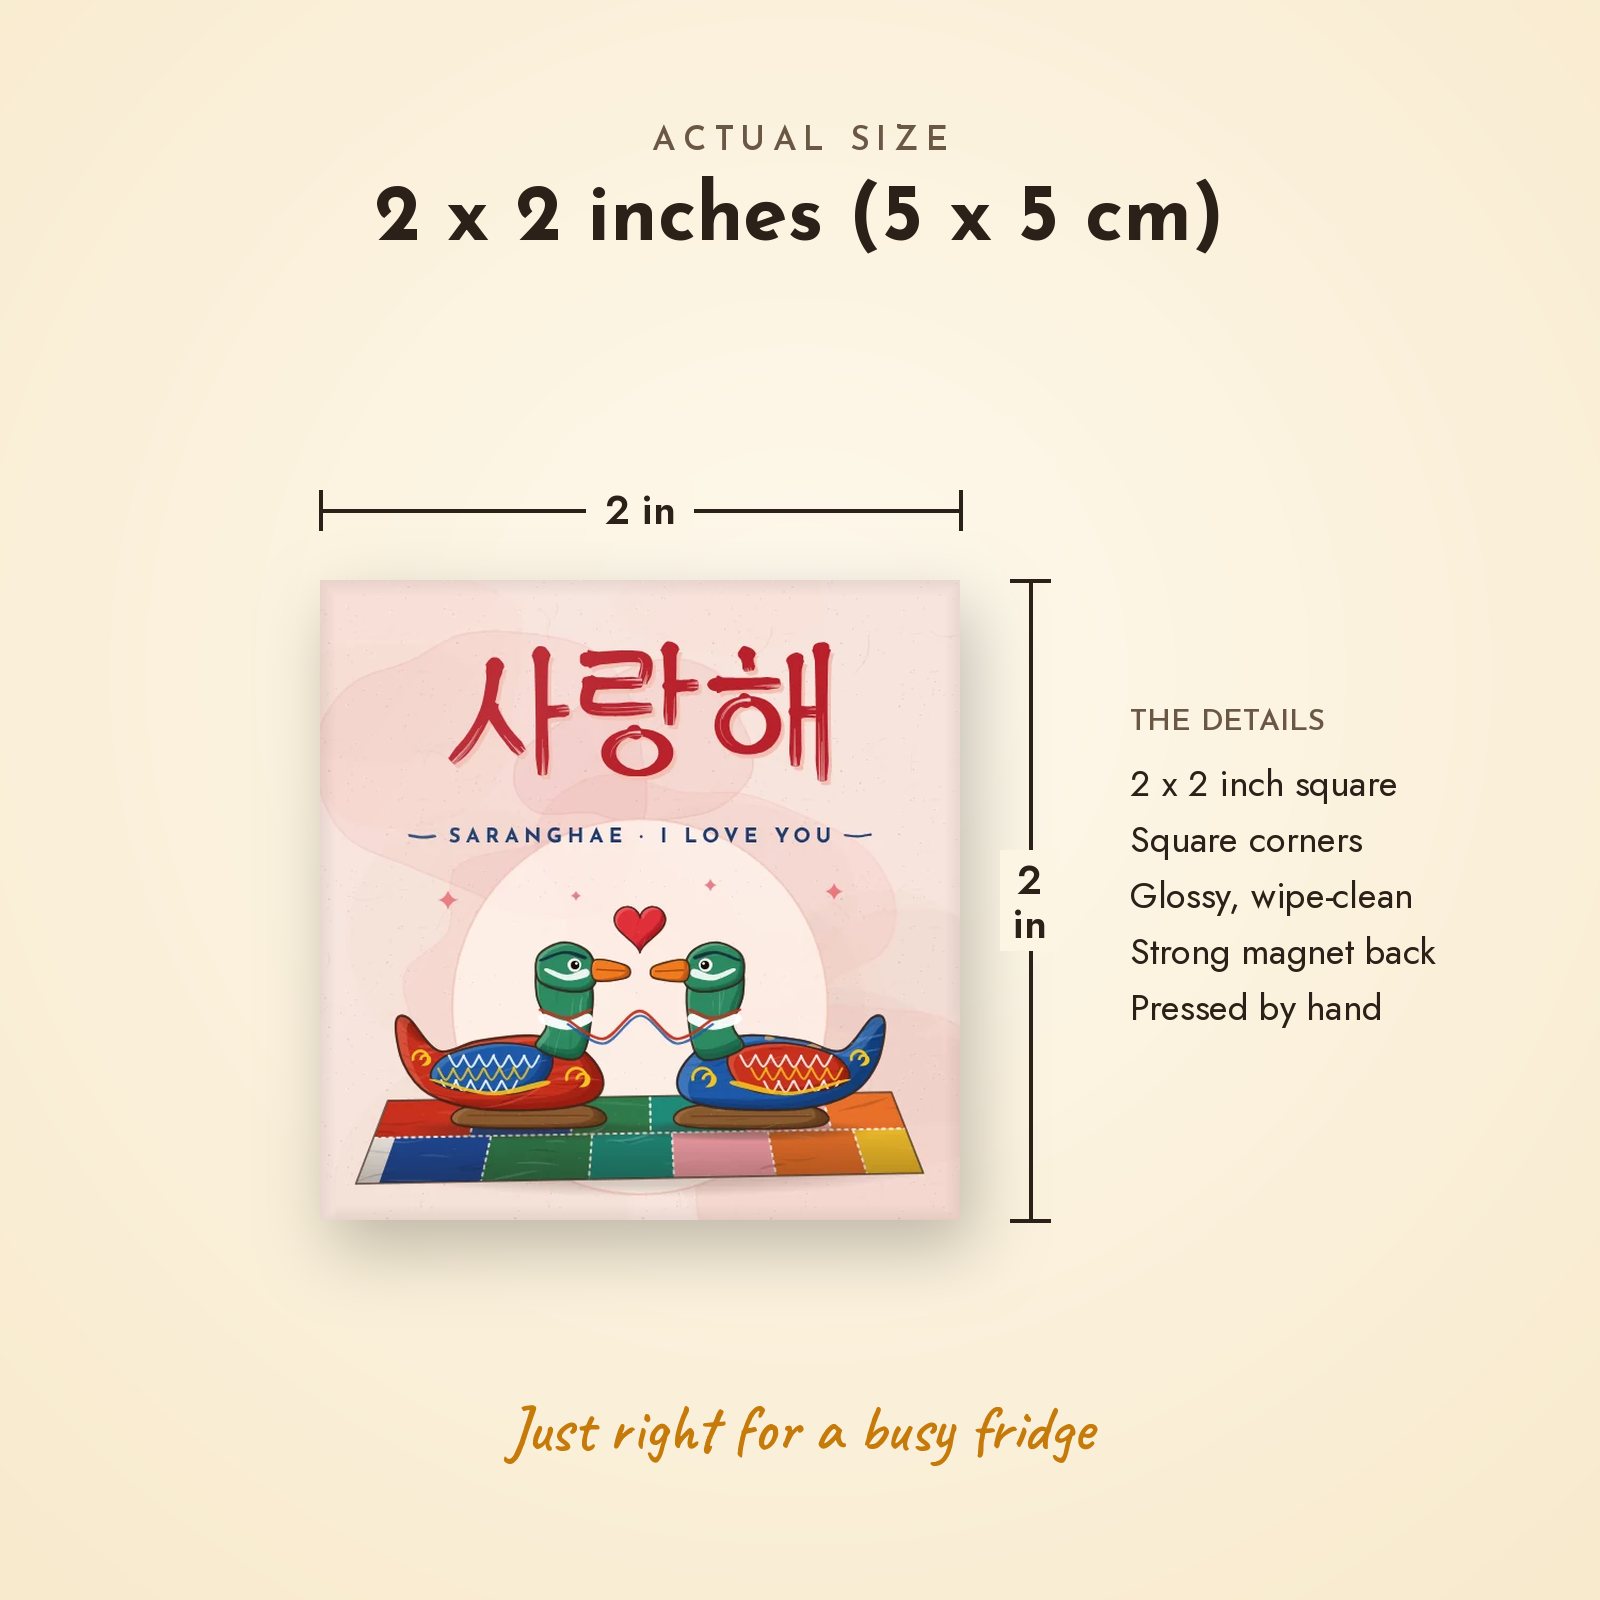 ACTUAL SIZE
2 x 2 inches (5 x 5 cm)
2 in
사랑해
SARANGHAE · I LOVE YOU
2
in
THE DETAILS
2 x 2 inch square
Square corners
Glossy, wipe-clean
Strong magnet back
Pressed by hand
Just right for a busy fridge